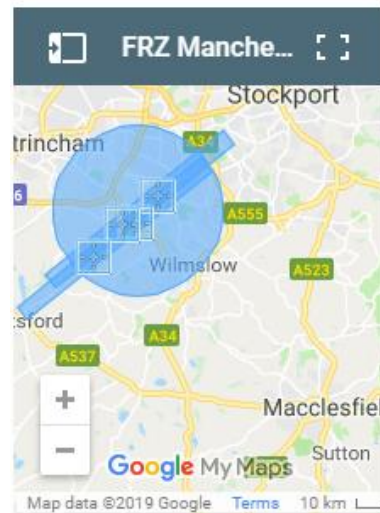 FRZ Manche...
Stockport
trincham
A34
6
A555
Wilmslow
A523
tsford
A34
A537
+
Macclesfiel
−
Google My Maps
Sutton
Map data ©2019 Google Terms 10 km